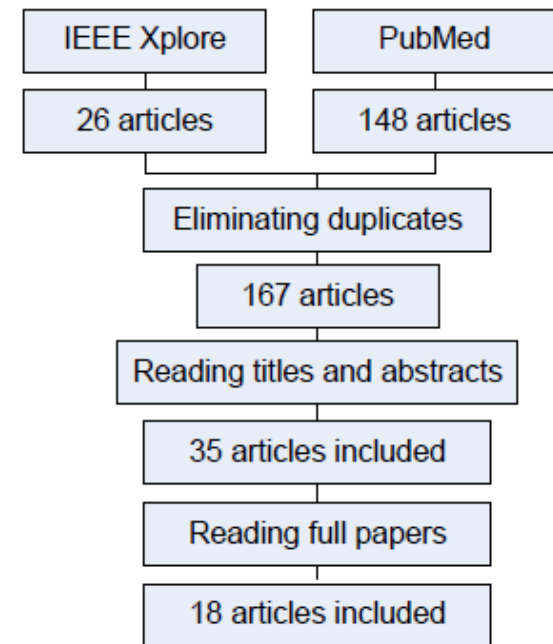 IEEE Xplore
PubMed
26 articles
148 articles
Eliminating duplicates
167 articles
Reading titles and abstracts
35 articles included
Reading full papers
18 articles included